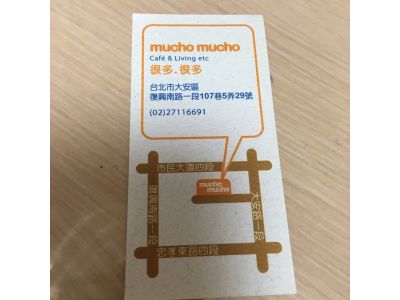 mucho mucho
Café & Living etc
很多.很多
台北市大安區
復興南路一段107巷5弄29號
(02)27116691
市民大道四段
mucho
mucho
復興南路一段
大安路一段
忠孝東路四段